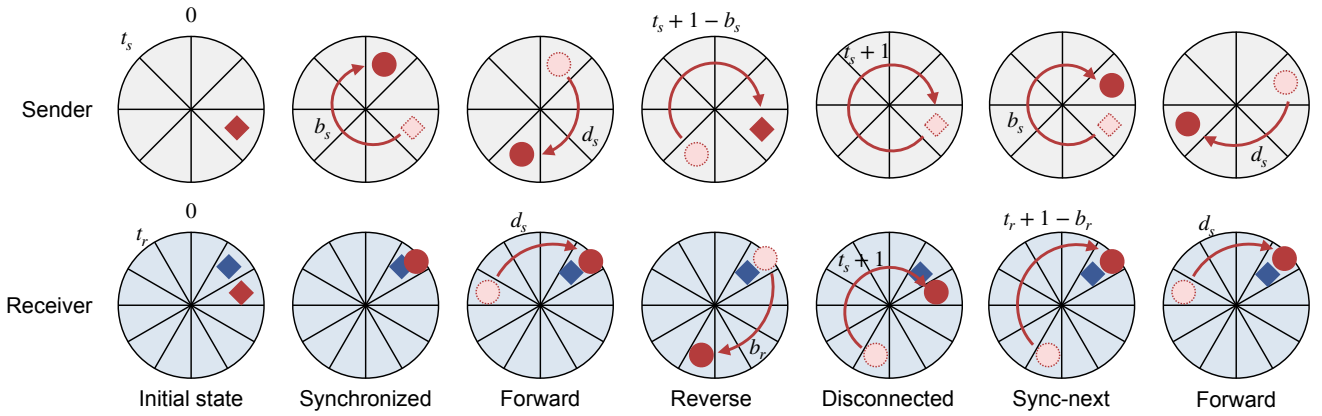 0
t_s
t_s + 1 − b_s
t_s + 1
Sender
b_s
d_s
b_s
d_s
0
t_r
d_s
t_r + 1 − b_r
d_s
t_s + 1
Receiver
b_r
Initial state
Synchronized
Forward
Reverse
Disconnected
Sync-next
Forward